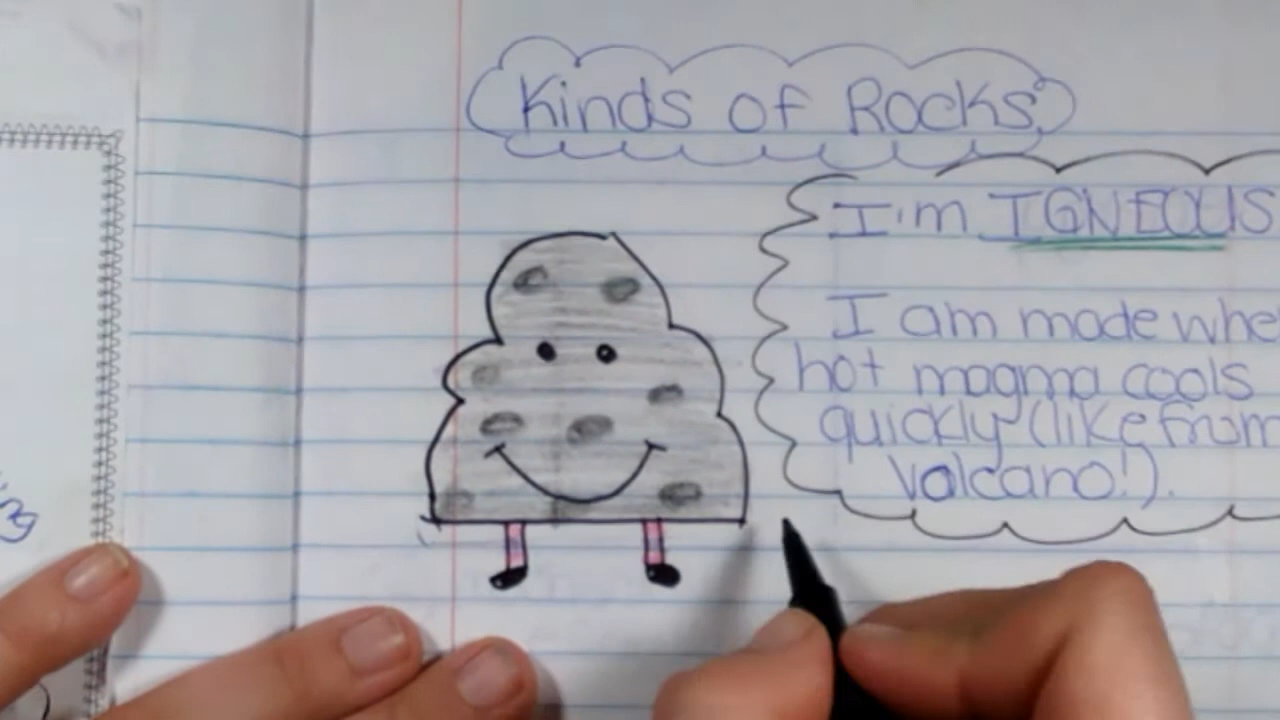 Kinds of Rocks
I'm IGNEOUS
I am made whe
hot magma cools
quickly (like from
volcano!).